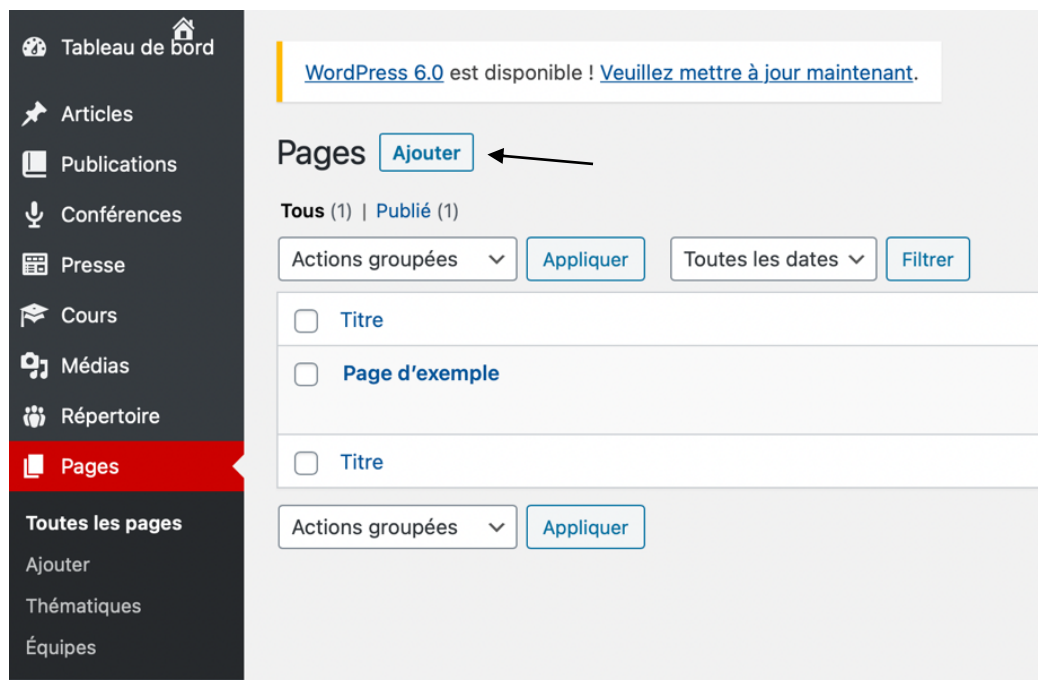 Tableau de bord
Articles
Publications
Conférences
Presse
Cours
Médias
Répertoire
Pages
Toutes les pages
Ajouter
Thématiques
Équipes
WordPress 6.0 est disponible ! Veuillez mettre à jour maintenant.
Pages Ajouter
Tous (1) | Publié (1)
Actions groupées Appliquer Toutes les dates Filtrer
Titre
Page d’exemple
Titre
Actions groupées Appliquer